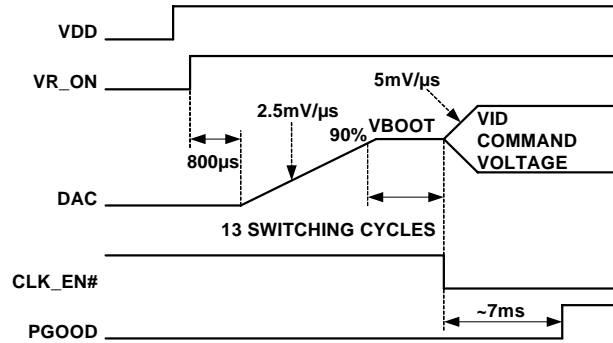 VDD
VR_ON
5mV/µs
2.5mV/µs
90%
VBOOT
VID
COMMAND
VOLTAGE
800µs
DAC
13 SWITCHING CYCLES
CLK_EN#
~7ms
PGOOD